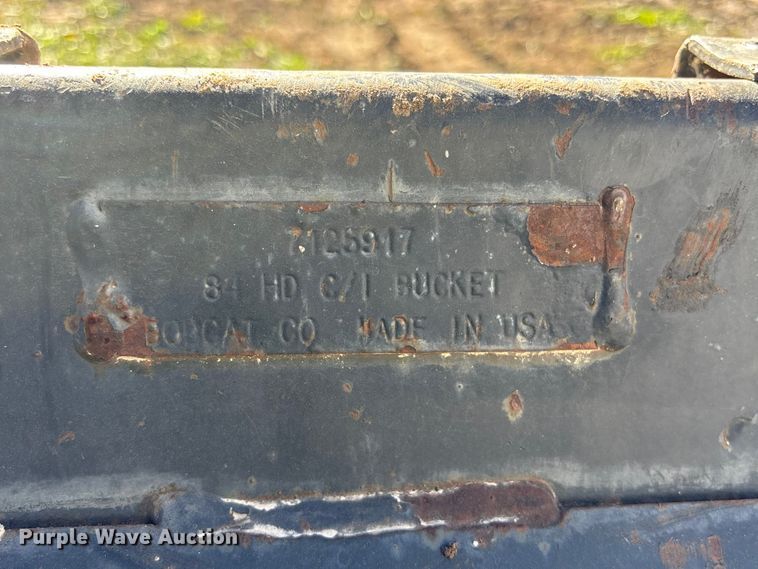 7125917
84 HD C/I BUCKET
BOBCAT CO MADE IN USA
Purple Wave Auction